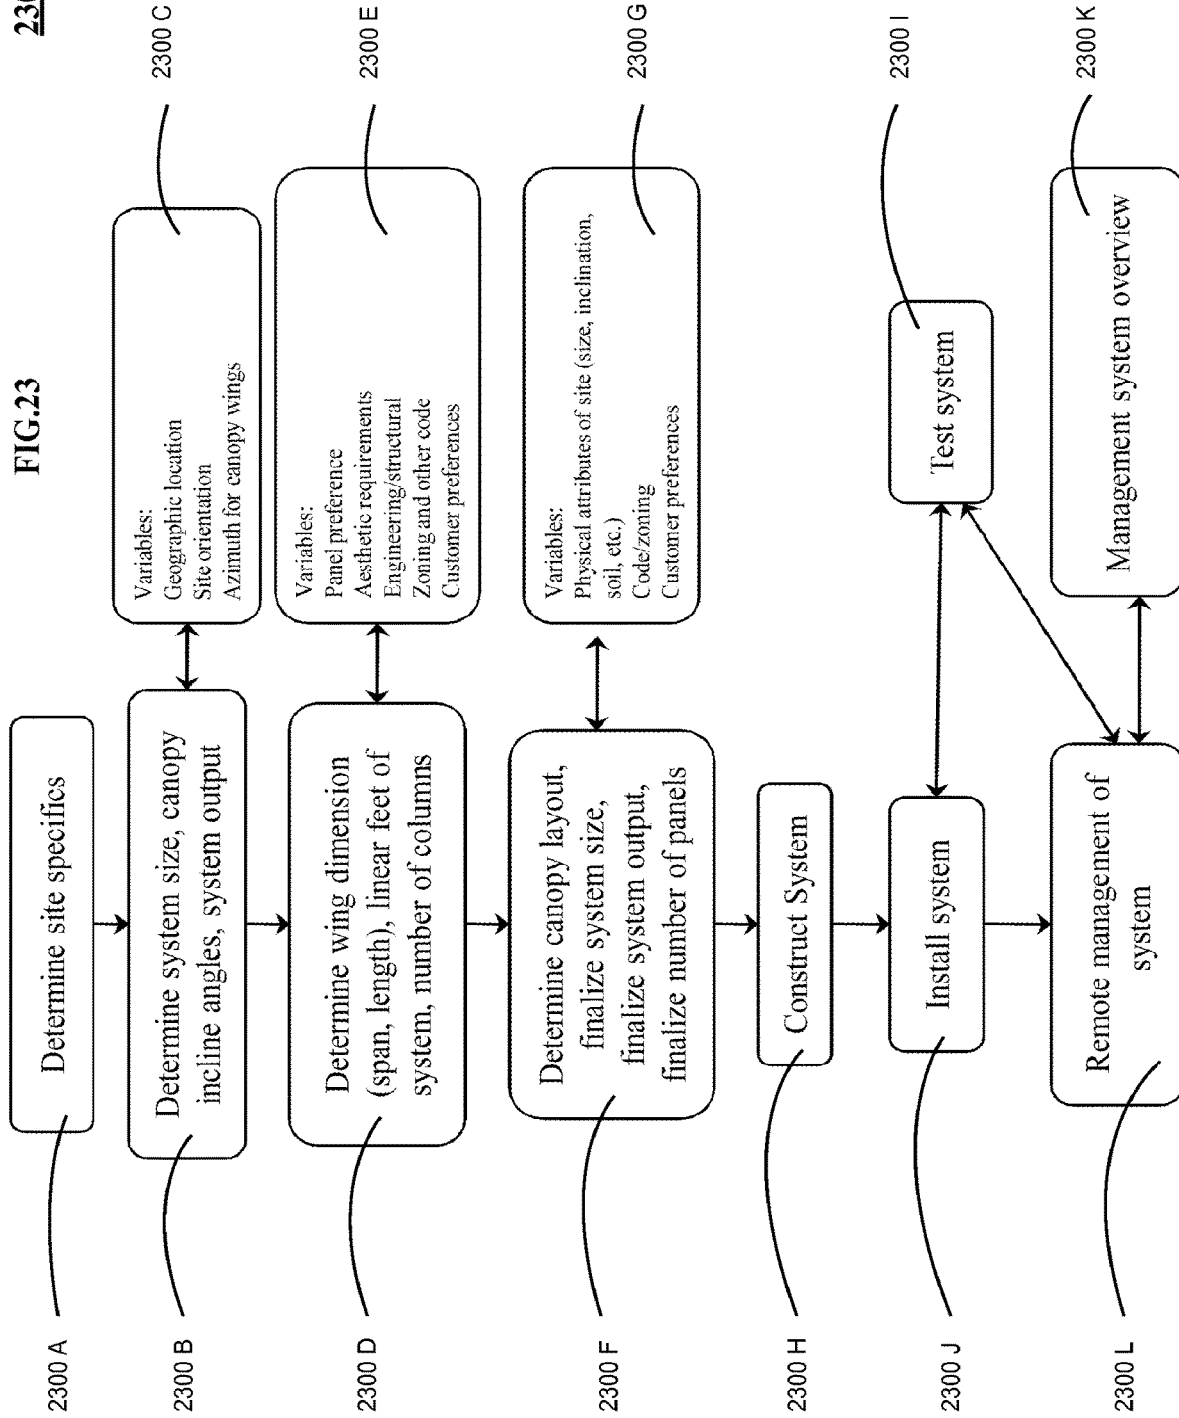 FIG.23
2300 A
Determine site specifics
2300 B
Determine system size, canopy
incline angles, system output
Variables:
Geographic location
Site orientation
Azimuth for canopy wings
2300 C
2300 D
Determine wing dimension
(span, length), linear feet of
system, number of columns
Variables:
Panel preference
Aesthetic requirements
Engineering/structural
Zoning and other code
Customer preferences
2300 E
2300 F
Determine canopy layout,
finalize system size,
finalize system output,
finalize number of panels
Variables:
Physical attributes of site (size, inclination,
soil, etc.)
Code/zoning
Customer preferences
2300 G
2300 H
Construct System
2300 J
Install system
Test system
2300 I
2300 L
Remote management of
system
Management system overview
2300 K